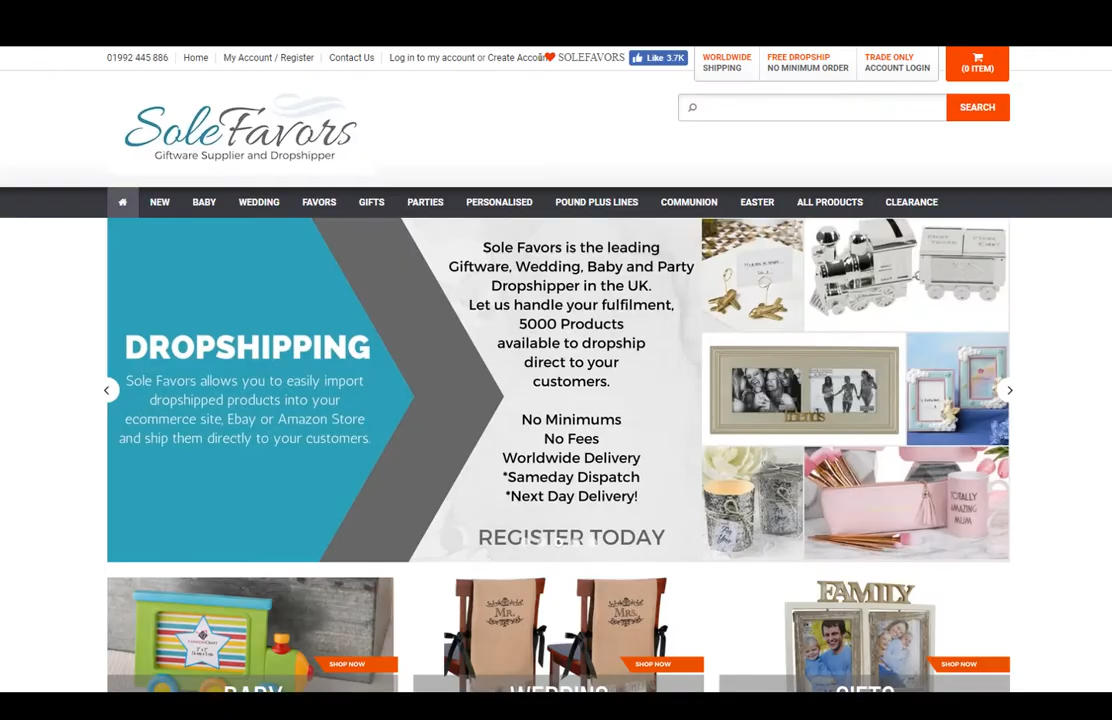 01992 445 886 Home My Account / Register Contact Us Log in to my account or Create Account SOLEFAVORS Like 3.7K
WORLDWIDE
SHIPPING
FREE DROPSHIP
NO MINIMUM ORDER
TRADE ONLY
ACCOUNT LOGIN
(0 ITEM)
SEARCH
SoleFavors
Giftware Supplier and Dropshipper
NEW BABY WEDDING FAVORS GIFTS PARTIES PERSONALISED POUND PLUS LINES COMMUNION EASTER ALL PRODUCTS CLEARANCE
DROPSHIPPING
Sole Favors allows you to easily import
dropshipped products into your
ecommerce site, Ebay or Amazon Store
and ship them directly to your customers.
Sole Favors is the leading
Giftware, Wedding, Baby and Party
Dropshipper in the UK.
Let us handle your fulfilment,
5000 Products
available to dropship
direct to your
customers.
No Minimums
No Fees
Worldwide Delivery
*Sameday Dispatch
*Next Day Delivery!
REGISTER TODAY
friends
TOTALLY
AMAZING
MUM
SHOP NOW
BABY
Mr.
Mrs.
SHOP NOW
WEDDING
FAMILY
SHOP NOW
GIFTS